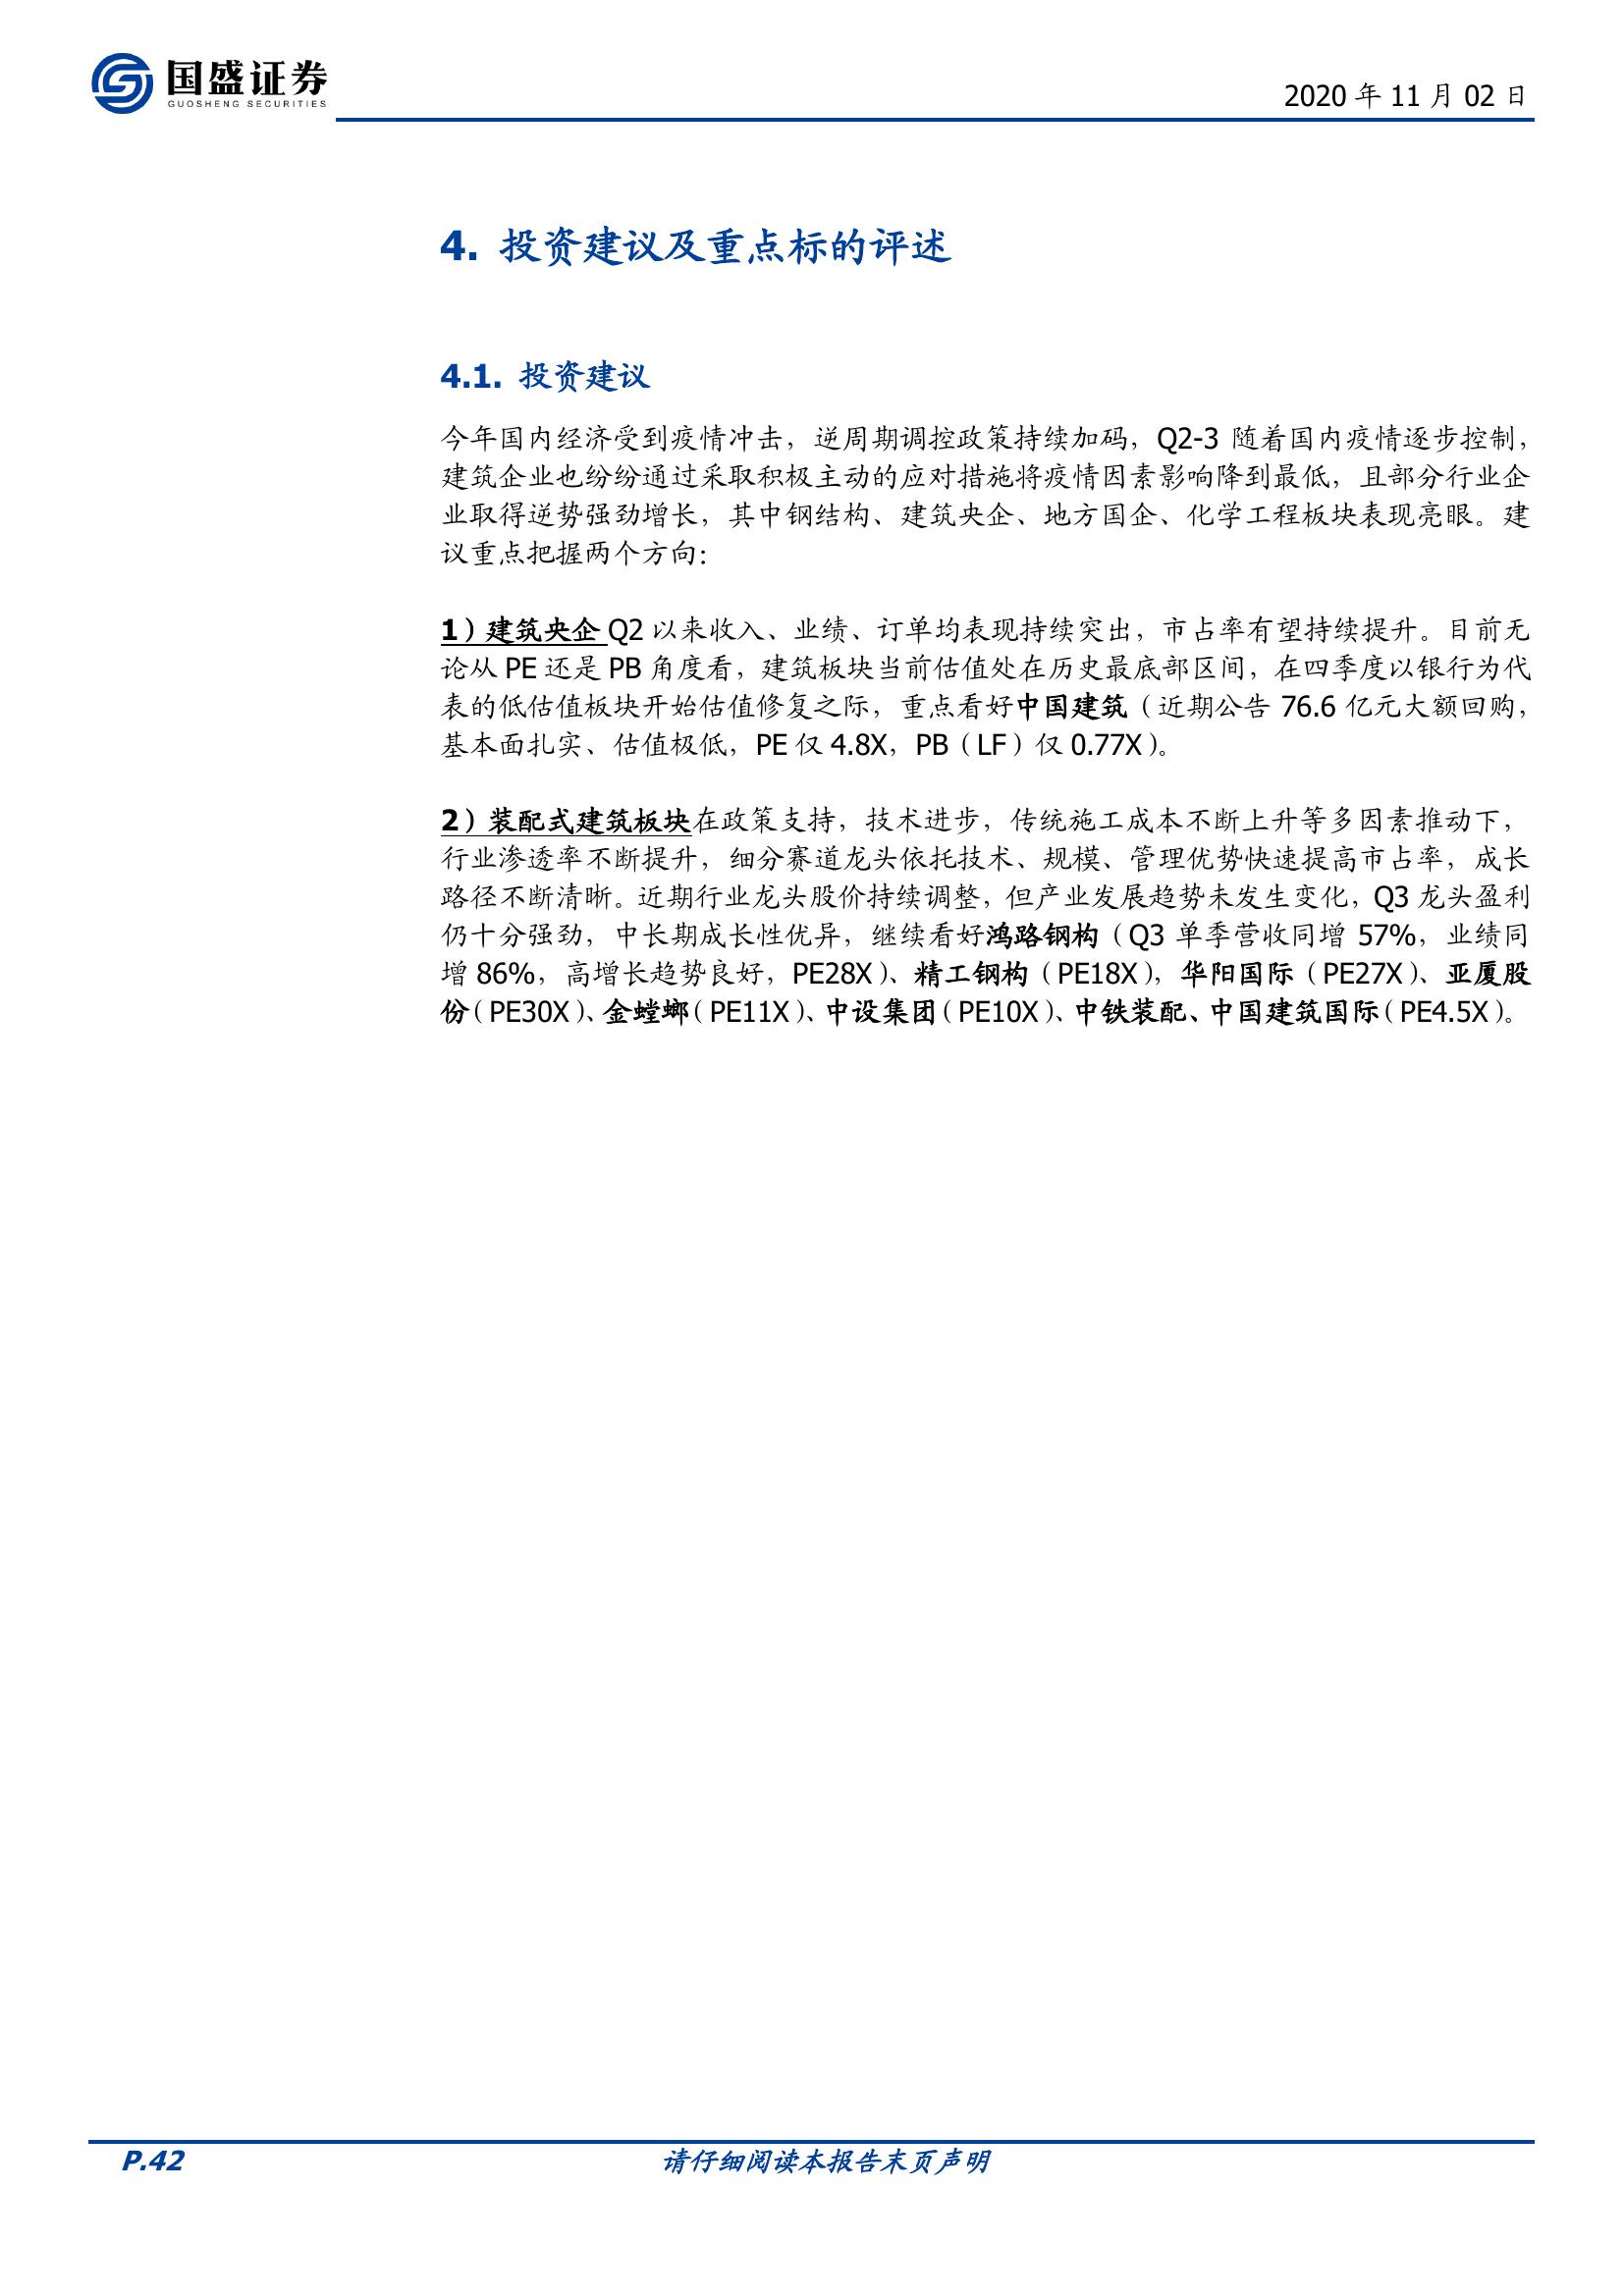 国盛证券
GUOSHENG SECURITIES
2020 年 11 月 02 日
4. 投资建议及重点标的评述
4.1. 投资建议
今年国内经济受到疫情冲击，逆周期调控政策持续加码，Q2-3 随着国内疫情逐步控制，
建筑企业也纷纷通过采取积极主动的应对措施将疫情因素影响降到最低，且部分行业企
业取得逆势强劲增长，其中钢结构、建筑央企、地方国企、化学工程板块表现亮眼。建
议重点把握两个方向：
1）建筑央企 Q2 以来收入、业绩、订单均表现持续突出，市占率有望持续提升。目前无
论从 PE 还是 PB 角度看，建筑板块当前估值处在历史最底部区间，在四季度以银行为代
表的低估值板块开始估值修复之际，重点看好中国建筑（近期公告 76.6 亿元大额回购，
基本面扎实、估值极低，PE 仅 4.8X，PB（LF）仅 0.77X）。
2）装配式建筑板块在政策支持，技术进步，传统施工成本不断上升等多因素推动下，
行业渗透率不断提升，细分赛道龙头依托技术、规模、管理优势快速提高市占率，成长
路径不断清晰。近期行业龙头股价持续调整，但产业发展趋势未发生变化，Q3 龙头盈利
仍十分强劲，中长期成长性优异，继续看好鸿路钢构（Q3 单季营收同增 57%，业绩同
增 86%，高增长趋势良好，PE28X）、精工钢构（PE18X），华阳国际（PE27X）、亚厦股
份（PE30X）、金螳螂（PE11X）、中设集团（PE10X）、中铁装配、中国建筑国际（PE4.5X）。
P.42
请仔细阅读本报告末页声明